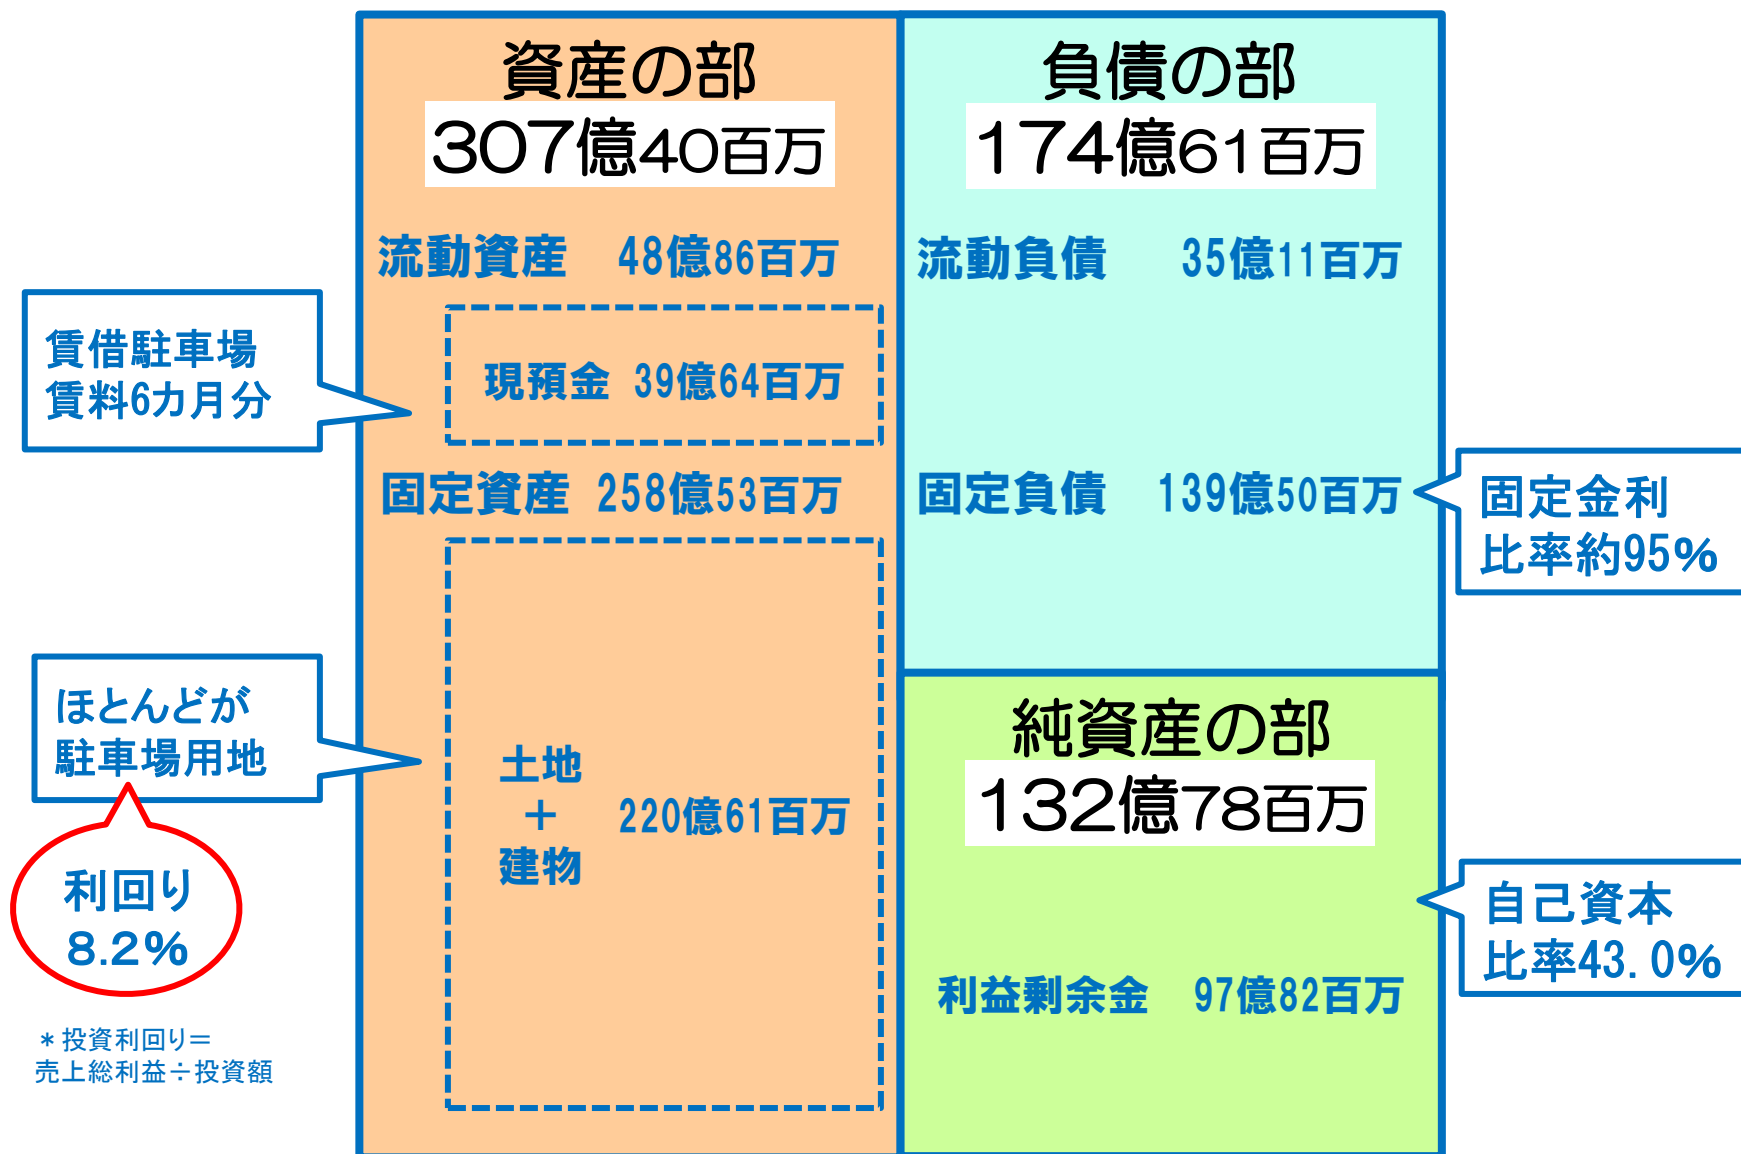 資産の部
307億40百万
流動資産 48億86百万
現預金 39億64百万
固定資産 258億53百万
土地
＋
建物
220億61百万
賃借駐車場
賃料6カ月分
ほとんどが
駐車場用地
利回り
8.2%
＊投資利回り＝
売上総利益÷投資額
負債の部
174億61百万
流動負債 35億11百万
固定負債 139億50百万
固定金利
比率約95%
純資産の部
132億78百万
利益剰余金 97億82百万
自己資本
比率43.0%